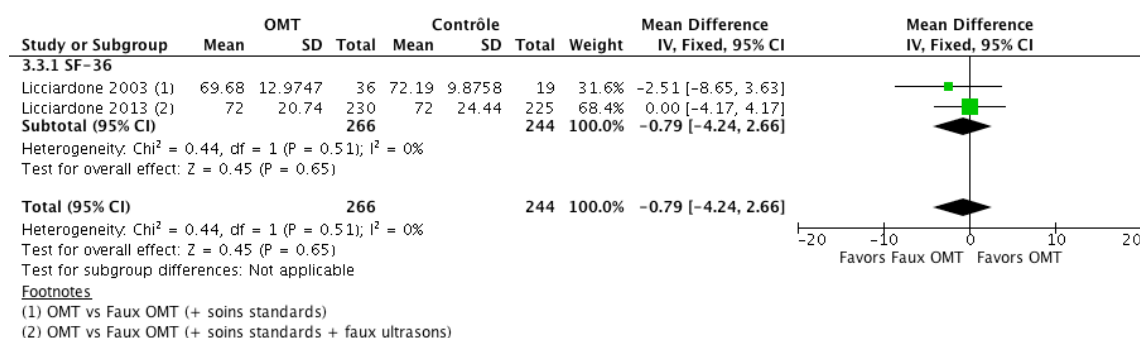 OMT Contrôle Mean Difference Mean Difference
Study or Subgroup Mean SD Total Mean SD Total Weight IV, Fixed, 95% CI IV, Fixed, 95% CI
3.3.1 SF-36
Licciardone 2003 (1) 69.68 12.9747 36 72.19 9.8758 19 31.6% -2.51 [-8.65, 3.63]
Licciardone 2013 (2) 72 20.74 230 72 24.44 225 68.4% 0.00 [-4.17, 4.17]
Subtotal (95% CI) 266 244 100.0% -0.79 [-4.24, 2.66]
Heterogeneity: Chi² = 0.44, df = 1 (P = 0.51); I² = 0%
Test for overall effect: Z = 0.45 (P = 0.65)
Total (95% CI) 266 244 100.0% -0.79 [-4.24, 2.66]
Heterogeneity: Chi² = 0.44, df = 1 (P = 0.51); I² = 0%
Test for overall effect: Z = 0.45 (P = 0.65)
Test for subgroup differences: Not applicable
-20 -10 0 10 20
Favors Faux OMT Favors OMT
Footnotes
(1) OMT vs Faux OMT (+ soins standards)
(2) OMT vs Faux OMT (+ soins standards + faux ultrasons)